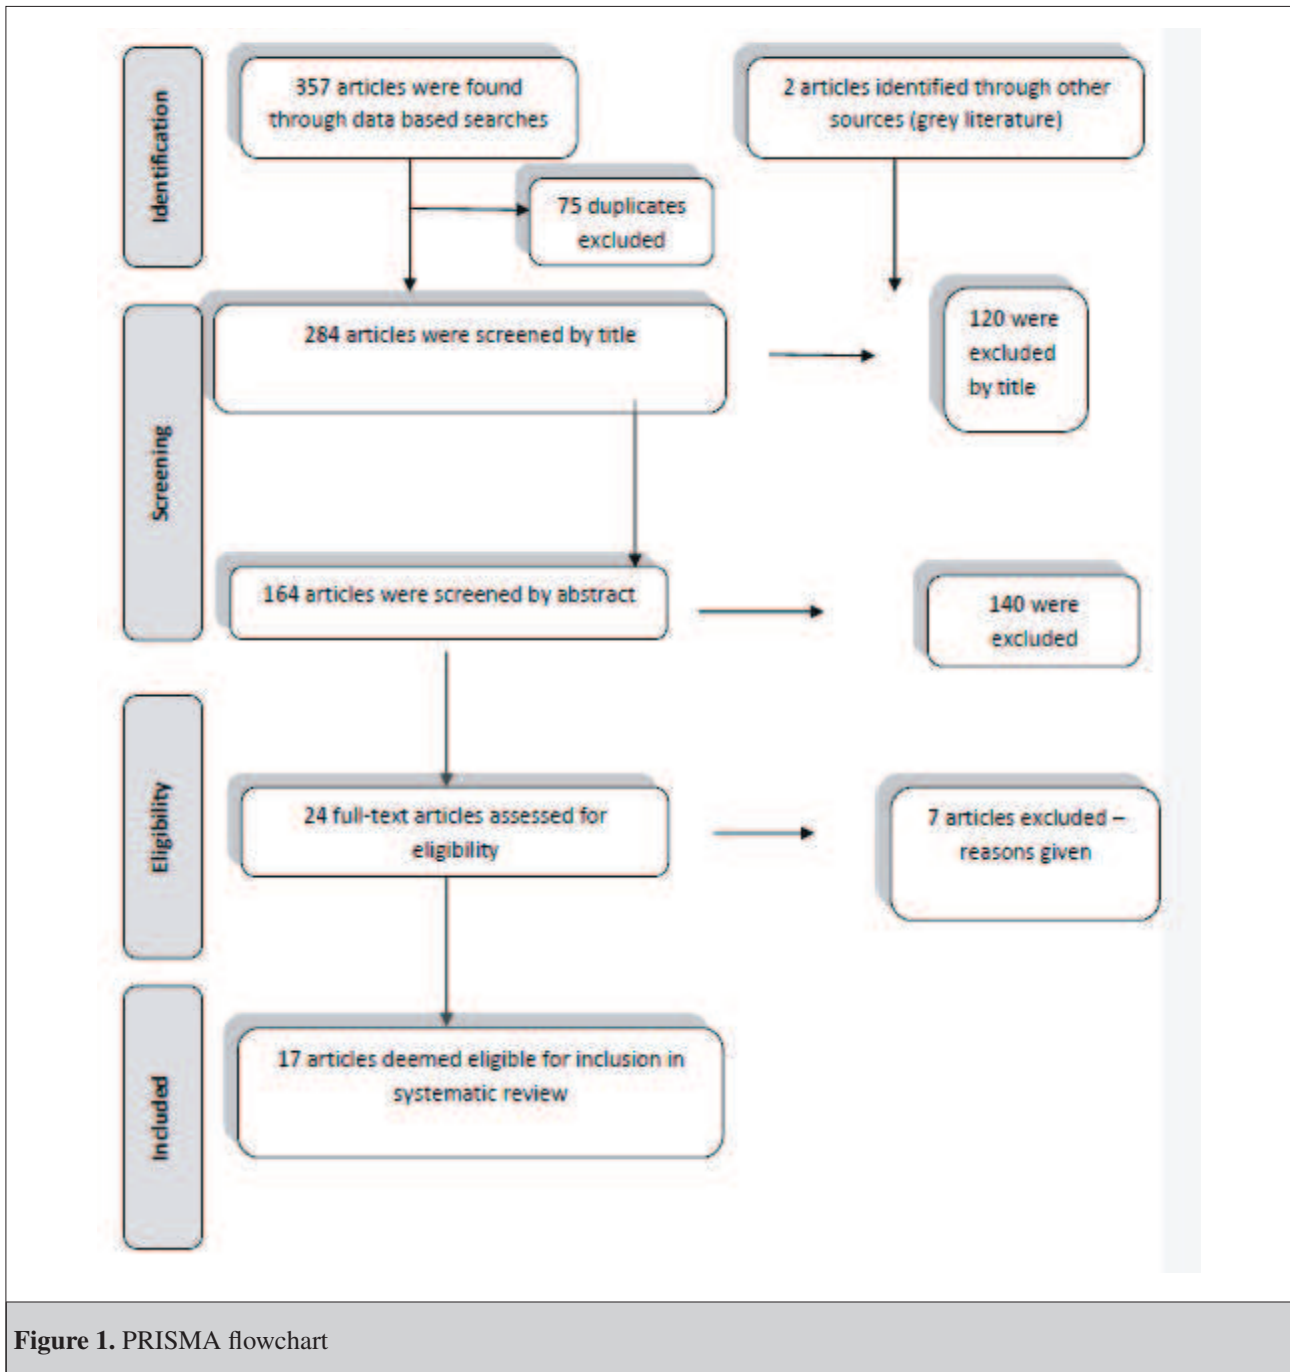 Identification
357 articles were found
through data based searches
2 articles identified through other
sources (grey literature)
75 duplicates
excluded
Screening
284 articles were screened by title
120 were
excluded
by title
164 articles were screened by abstract
140 were
excluded
Eligibility
24 full-text articles assessed for
eligibility
7 articles excluded –
reasons given
Included
17 articles deemed eligible for inclusion in
systematic review
Figure 1. PRISMA flowchart